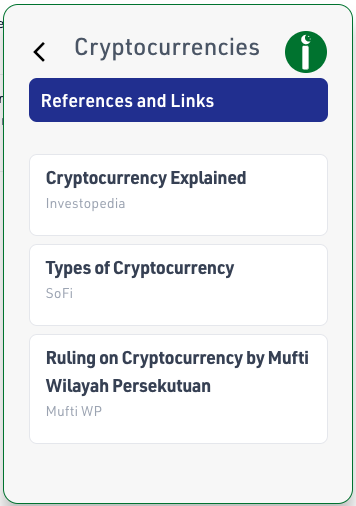 Cryptocurrencies
References and Links
Cryptocurrency Explained
Investopedia
Types of Cryptocurrency
SoFi
Ruling on Cryptocurrency by Mufti
Wilayah Persekutuan
Mufti WP